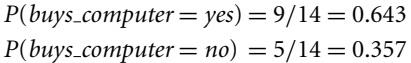 P(buys_computer = yes) = 9/14 = 0.643
P(buys_computer = no) = 5/14 = 0.357